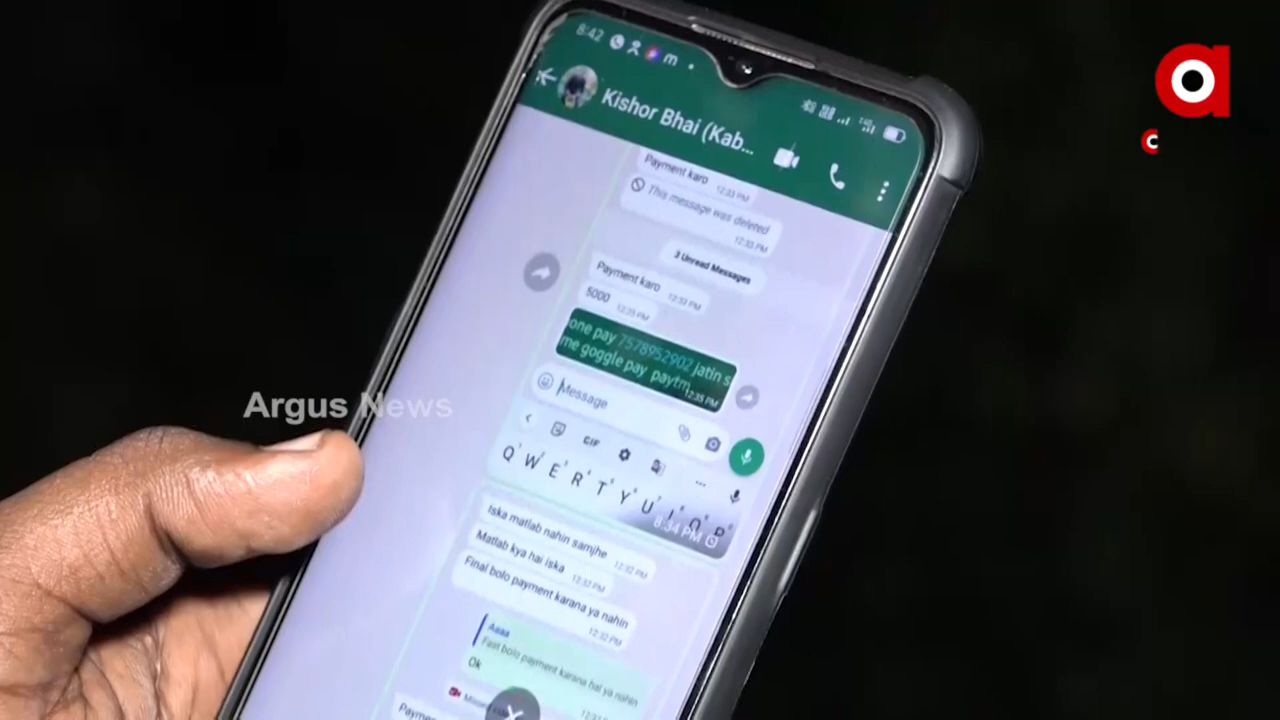 8:42
Kishor Bhai (Kab...
Payment karo 12:33 PM
This message was deleted
12:33 PM
3 Unread Messages
Payment karo 12:33 PM
5000 12:35 PM
one pay 7578952902 jatin s
me goggle pay paytm
12:35 PM
Message
GIF
Q W E R T Y U I O P
8:34 PM
Iska matlab nahin samjhe 12:32 PM
Matlab kya hai iska 12:32 PM
Final bolo payment karana ya nahin
12:32 PM
Aaaa
Fast bolo payment karana hai ya nahin
Ok
Argus News